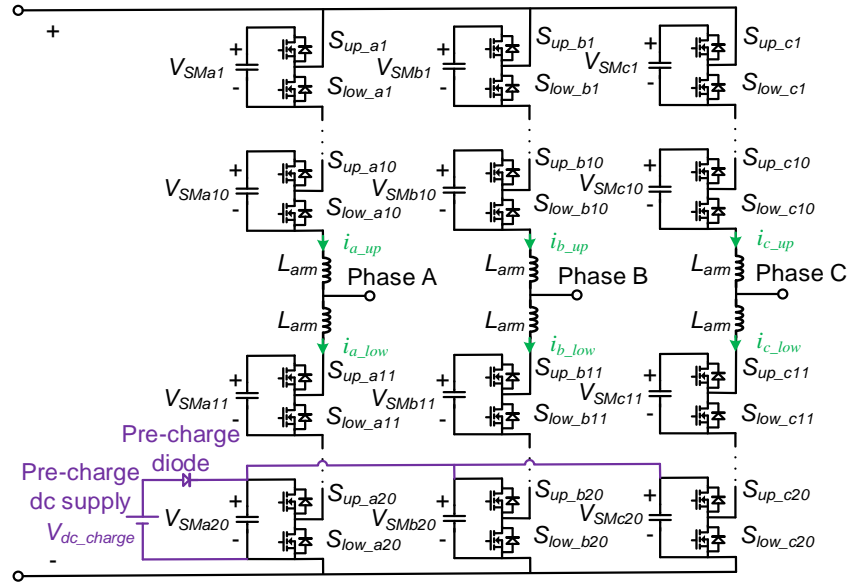 + S_up_a1 S_up_b1 S_up_c1
+ + +
V_SMa1 V_SMb1 V_SMc1
- - -
S_low_a1 S_low_b1 S_low_c1
S_up_a10 S_up_b10 S_up_c10
+ + +
V_SMa10 V_SMb10 V_SMc10
- - -
S_low_a10 S_low_b10 S_low_c10
i_a_up i_b_up i_c_up
L_arm L_arm L_arm
Phase A Phase B Phase C
L_arm L_arm L_arm
i_a_low i_b_low i_c_low
S_up_a11 S_up_b11 S_up_c11
+ + +
V_SMa11 V_SMb11 V_SMc11
- - -
S_low_a11 S_low_b11 S_low_c11
Pre-charge
diode
Pre-charge
dc supply
V_dc_charge
S_up_a20 S_up_b20 S_up_c20
+ + +
V_SMa20 V_SMb20 V_SMc20
- - - -
S_low_a20 S_low_b20 S_low_c20